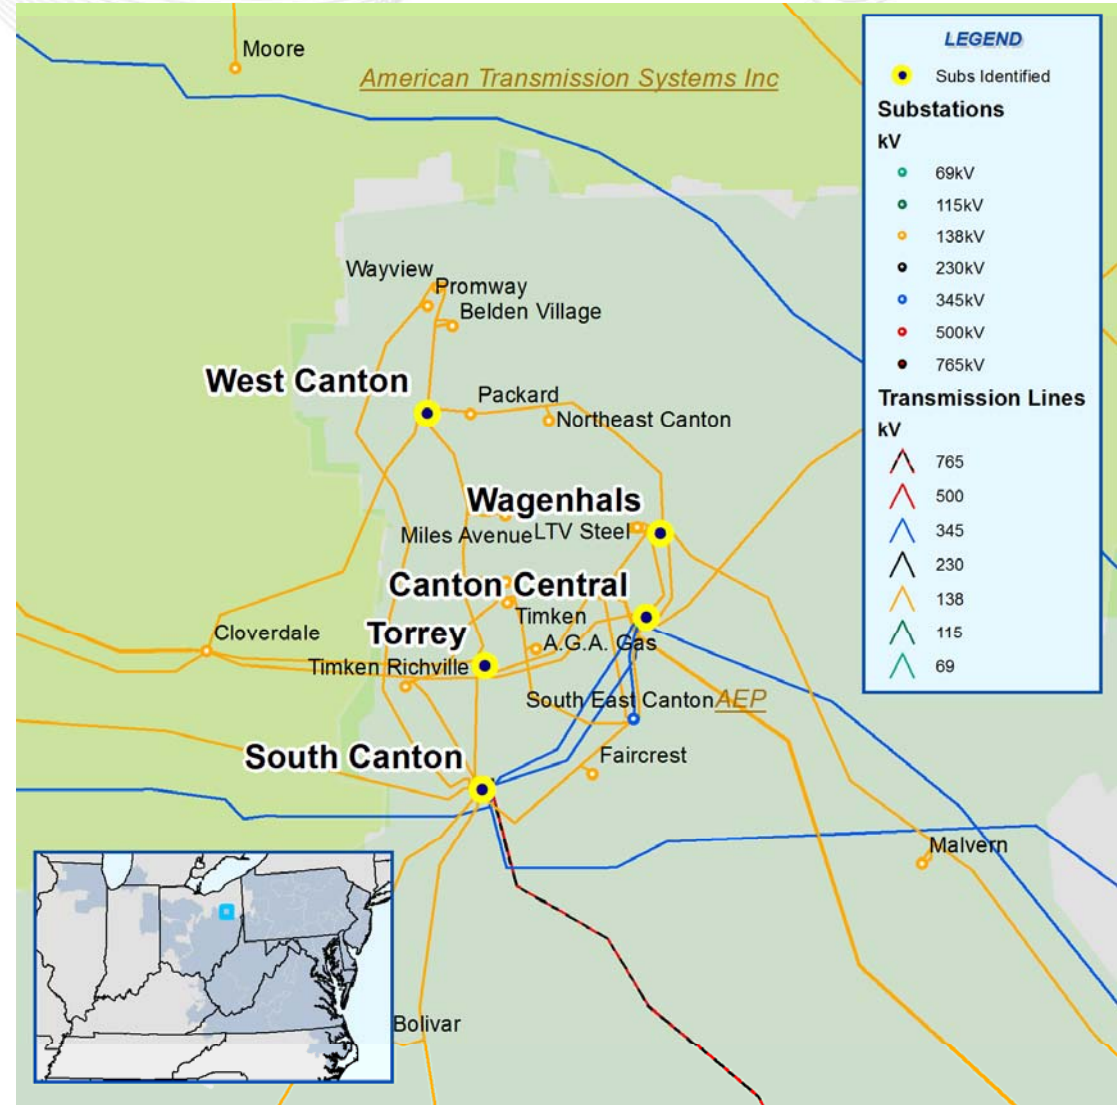 Moore
American Transmission Systems Inc
Wayview
Promway
Belden Village
West Canton
Packard
Northeast Canton
Wagenhals
Miles Avenue
LTV Steel
Canton Central
Timken
Cloverdale
Torrey
A.G.A. Gas
Timken Richville
South East Canton
AEP
South Canton
Faircrest
Malvern
Bolivar
LEGEND
Subs Identified
Substations
kV
69kV
115kV
138kV
230kV
345kV
500kV
765kV
Transmission Lines
kV
765
500
345
230
138
115
69